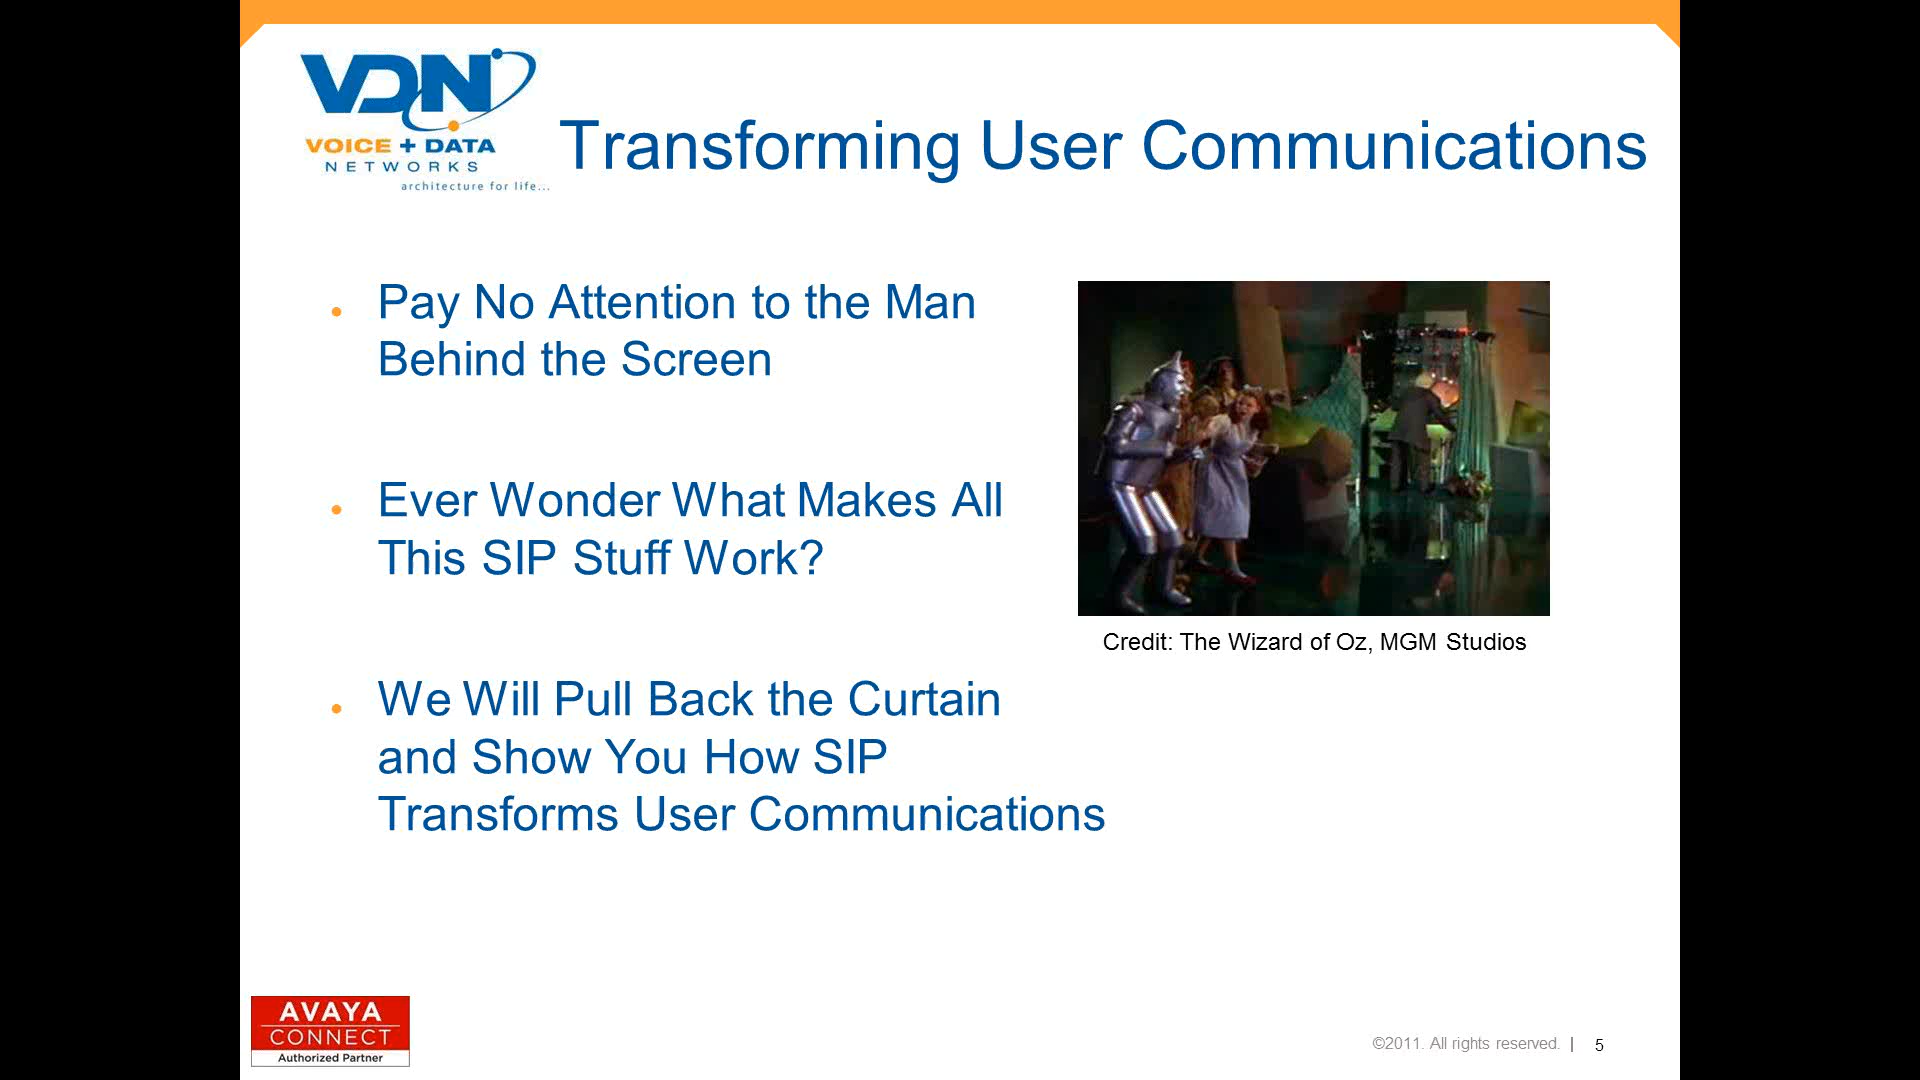 VDN
VOICE + DATA
NETWORKS
architecture for life...
Transforming User Communications
Pay No Attention to the Man
Behind the Screen
Ever Wonder What Makes All
This SIP Stuff Work?
We Will Pull Back the Curtain
and Show You How SIP
Transforms User Communications
Credit: The Wizard of Oz, MGM Studios
AVAYA
CONNECT
Authorized Partner
©2011. All rights reserved. | 5